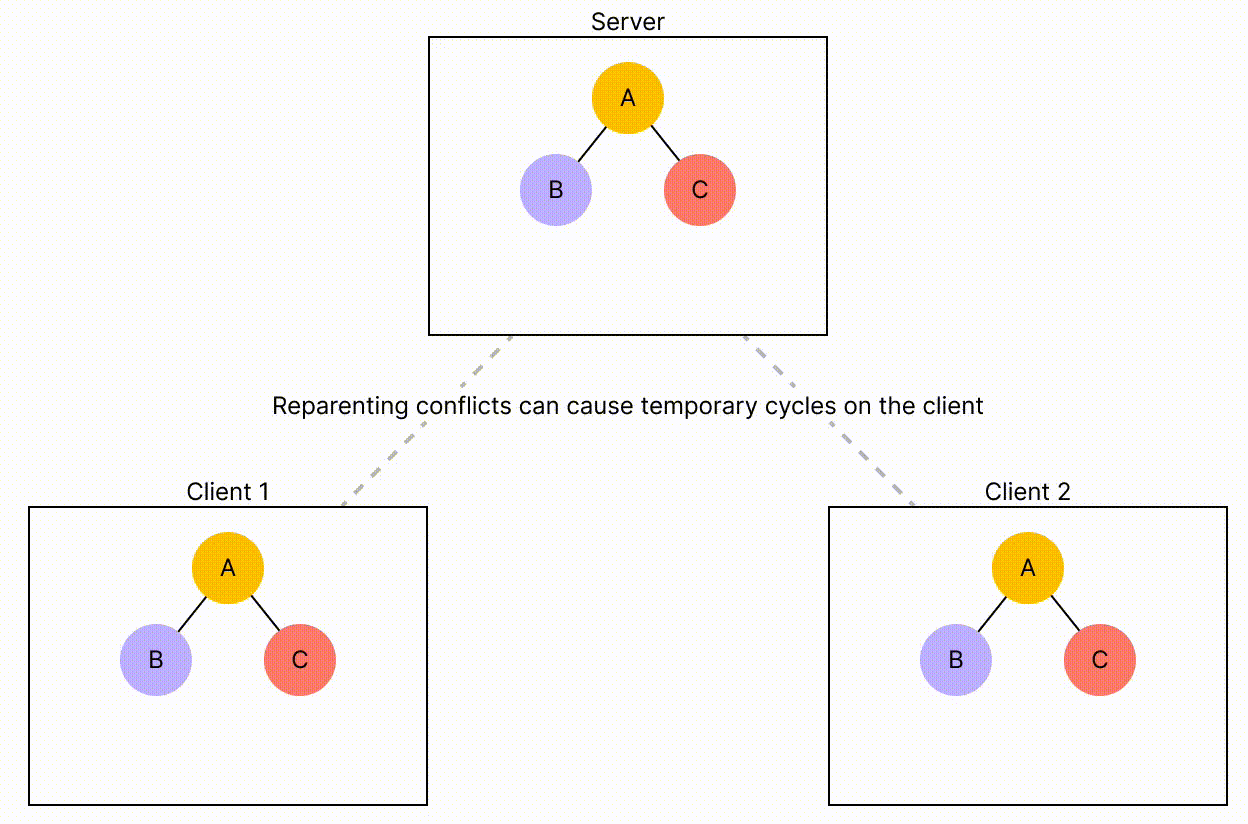 Server
A
B
C
Reparenting conflicts can cause temporary cycles on the client
Client 1
A
B
C
Client 2
A
B
C